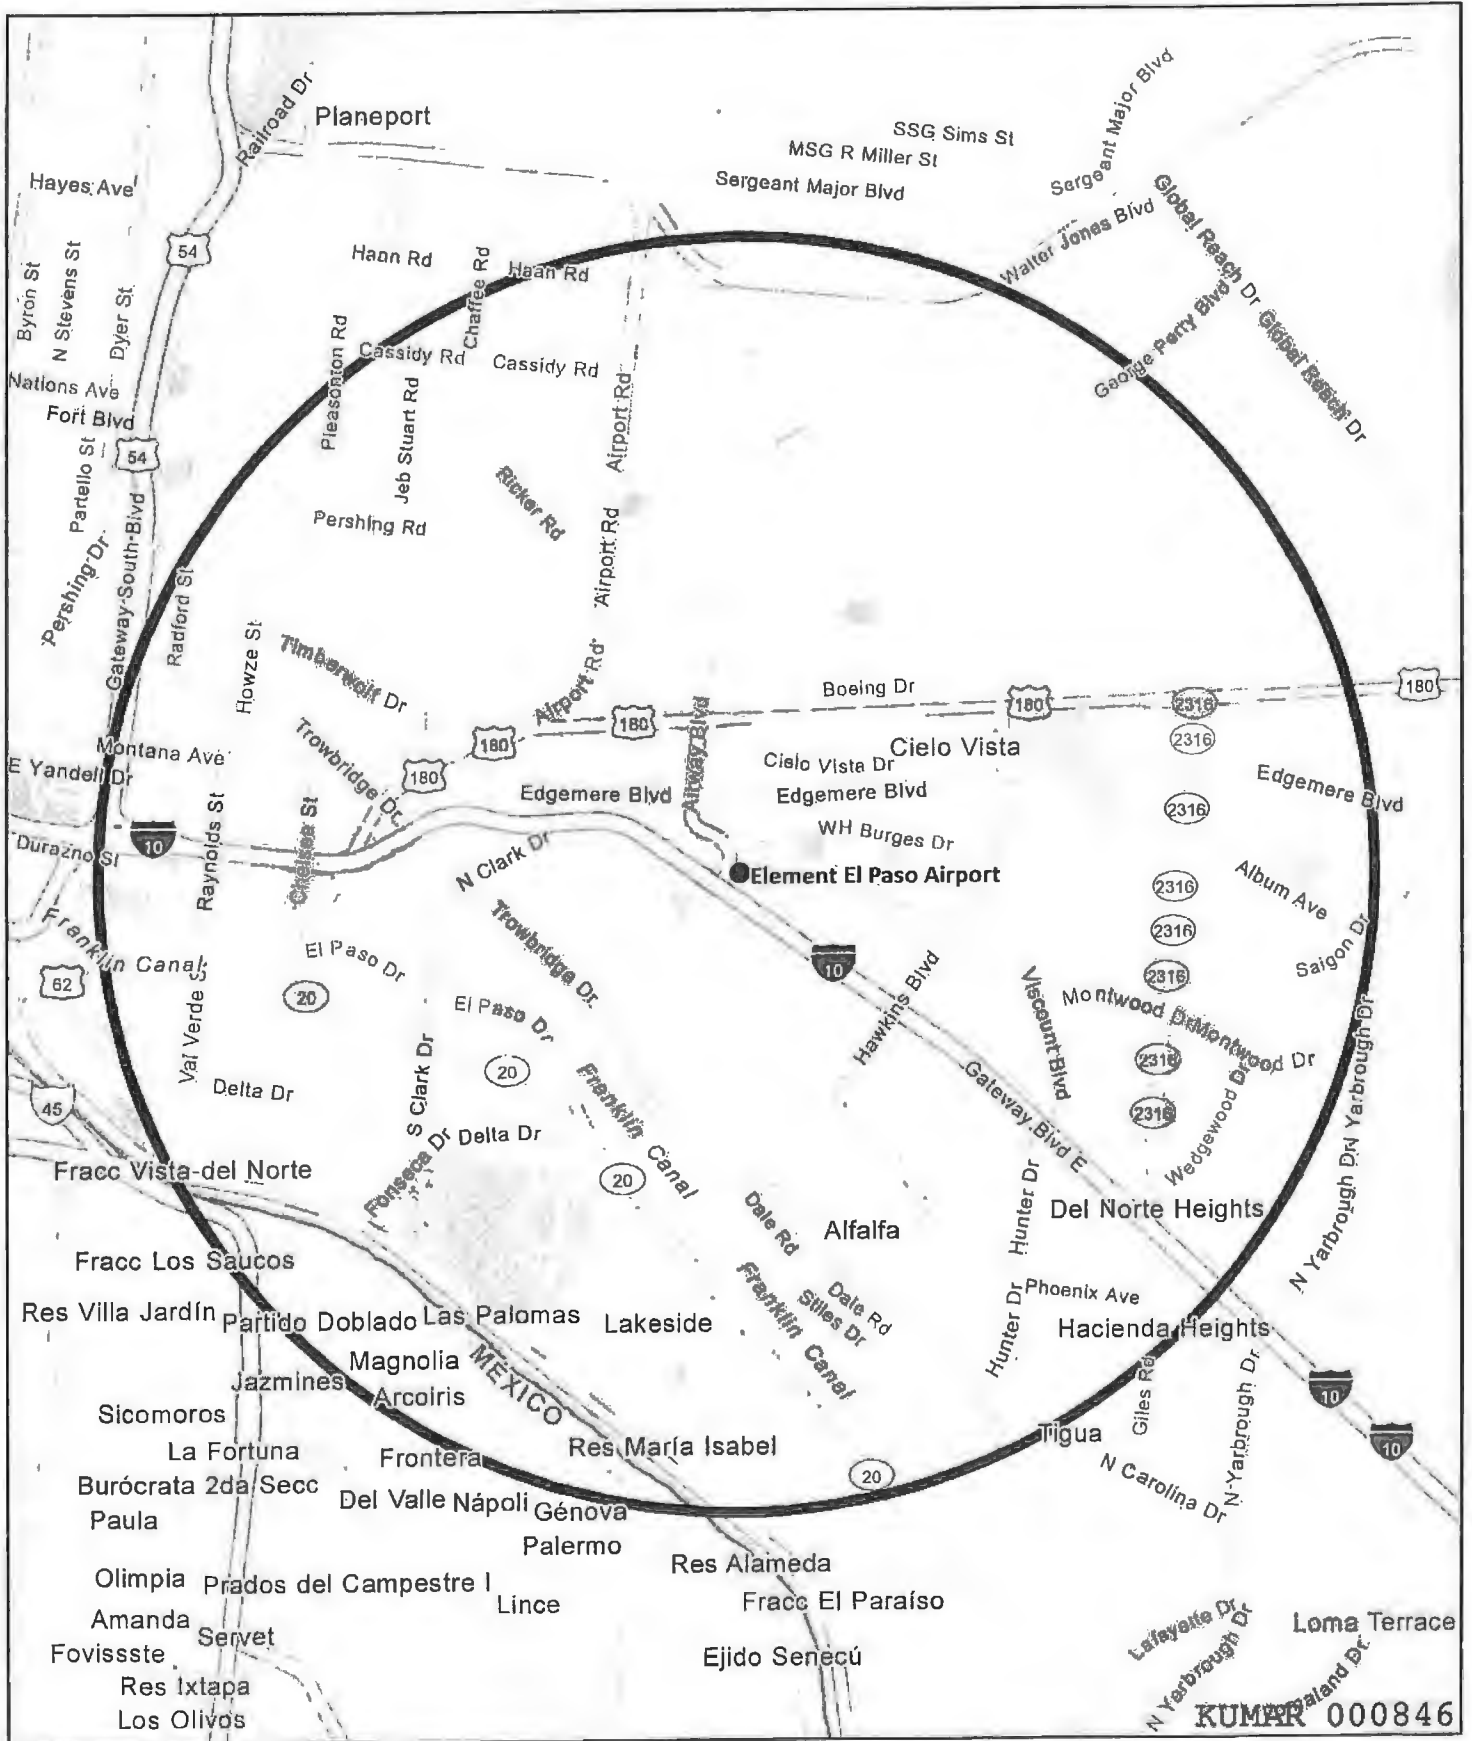 Railroad Dr
Planeport
SSG Sims St
MSG R Miller St
Sergeant Major Blvd
Sergeant Major Blvd
Hayes Ave
Global Reach Dr
Walter Jones Blvd
54
Haan Rd
Chaffee Rd
Haan Rd
Byron St
N Stevens St
Dyer St
George Perry Blvd
Pleasonton Rd
Cassidy Rd
Cassidy Rd
Nations Ave
Fort Blvd
Jeb Stuart Rd
Airport Rd
54
Partello St
Ricker Rd
Pershing Rd
Airport Rd
Pershing Dr
Gateway South Blvd
Radford St
Howze St
Timberwolf Dr
Airport Rd
Airport Rd
Boeing Dr
180
180
2316
180
180
Trowbridge Dr
Airway Blvd
Montana Ave
2316
Cielo Vista
E Yandell Dr
180
Cielo Vista Dr
Edgemere Blvd
Edgemere Blvd
Edgemere Blvd
2316
Raynolds St
Chelsea St
10
WH Burges Dr
Durazno St
N Clark Dr
Element El Paso Airport
2316
Album Ave
Franklin Canal
Trowbridge Dr
2316
Saigon Dr
El Paso Dr
10
Hawkins Blvd
62
20
2316
Val Verde S
El Paso Dr
Viscount Blvd
Montwood Dr
Montwood Dr
N Yarbrough Dr
2316
20
Franklin Canal
Gateway Blvd E
45
Delta Dr
S Clark Dr
2316
Wedgewood Dr
Delta Dr
Fonseca Dr
Fracc Vista del Norte
20
Hunter Dr
Del Norte Heights
N Yarbrough Dr
Dale Rd
Alfalfa
Fracc Los Saucos
Franklin Canal
Phoenix Ave
Res Villa Jardín
Partido Doblado
Las Palomas
Lakeside
Dale Rd
Stiles Dr
Hunter Dr
Hacienda Heights
Magnolia
MÉXICO
Jazmines
Arcoiris
Giles Rd
10
Sicomoros
Tigua
N Yarbrough Dr
10
La Fortuna
Frontera
Res María Isabel
20
N Carolina Dr
Burócrata 2da Secc
Del Valle
Nápoli
Génova
Paula
Palermo
Res Alameda
Olimpia
Prados del Campestre I
Lince
Fracc El Paraíso
Amanda
Servet
Lafayette Dr
Loma Terrace
Fovissste
Ejido Senecú
N Yarbrough Dr
Res Ixtapa
Los Olivos
KUMAR 000846